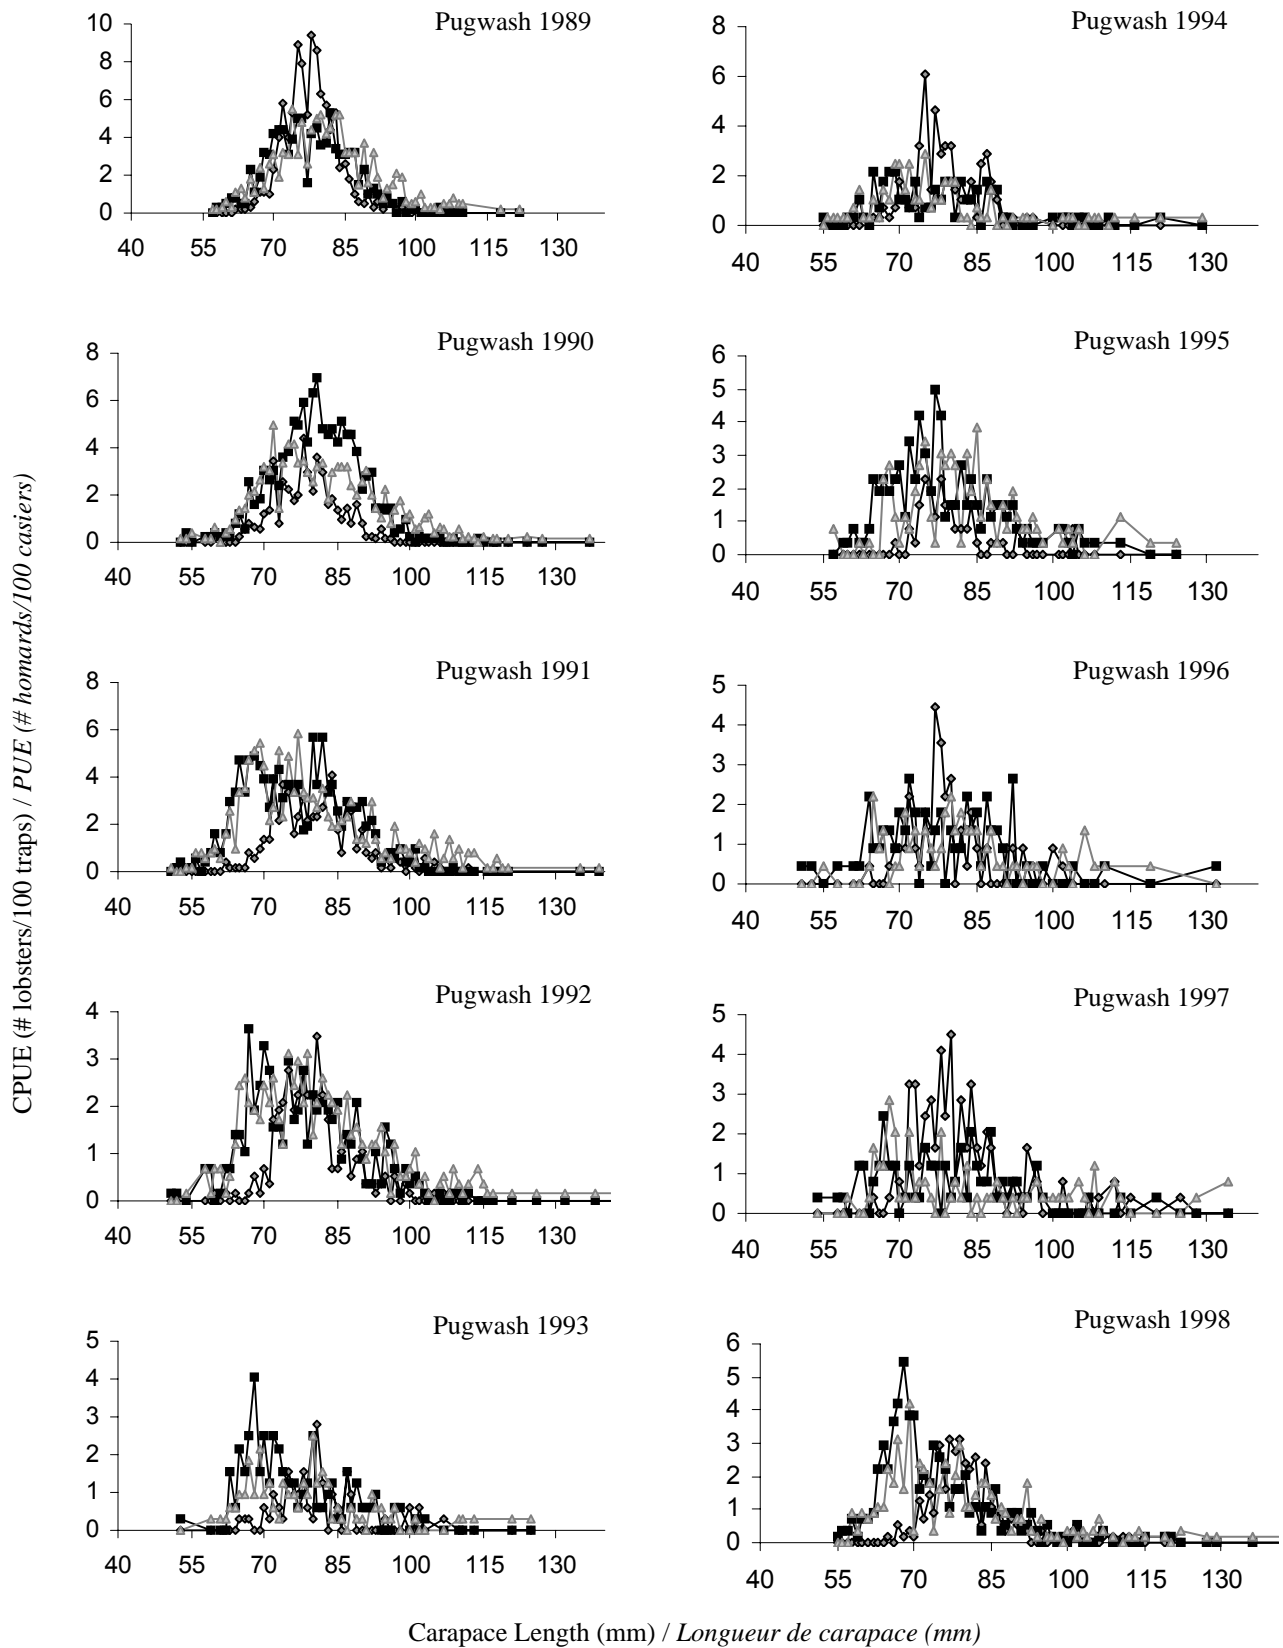 CPUE (# lobsters/100 traps) / PUE (# homards/100 casiers)
Pugwash 1989
10
8
6
4
2
0
40 55 70 85 100 115 130
Pugwash 1990
8
6
4
2
0
40 55 70 85 100 115 130
Pugwash 1991
8
6
4
2
0
40 55 70 85 100 115 130
Pugwash 1992
4
3
2
1
0
40 55 70 85 100 115 130
Pugwash 1993
5
4
3
2
1
0
40 55 70 85 100 115 130
Pugwash 1994
8
6
4
2
0
40 55 70 85 100 115 130
Pugwash 1995
6
5
4
3
2
1
0
40 55 70 85 100 115 130
Pugwash 1996
5
4
3
2
1
0
40 55 70 85 100 115 130
Pugwash 1997
5
4
3
2
1
0
40 55 70 85 100 115 130
Pugwash 1998
6
5
4
3
2
1
0
40 55 70 85 100 115 130
Carapace Length (mm) / Longueur de carapace (mm)